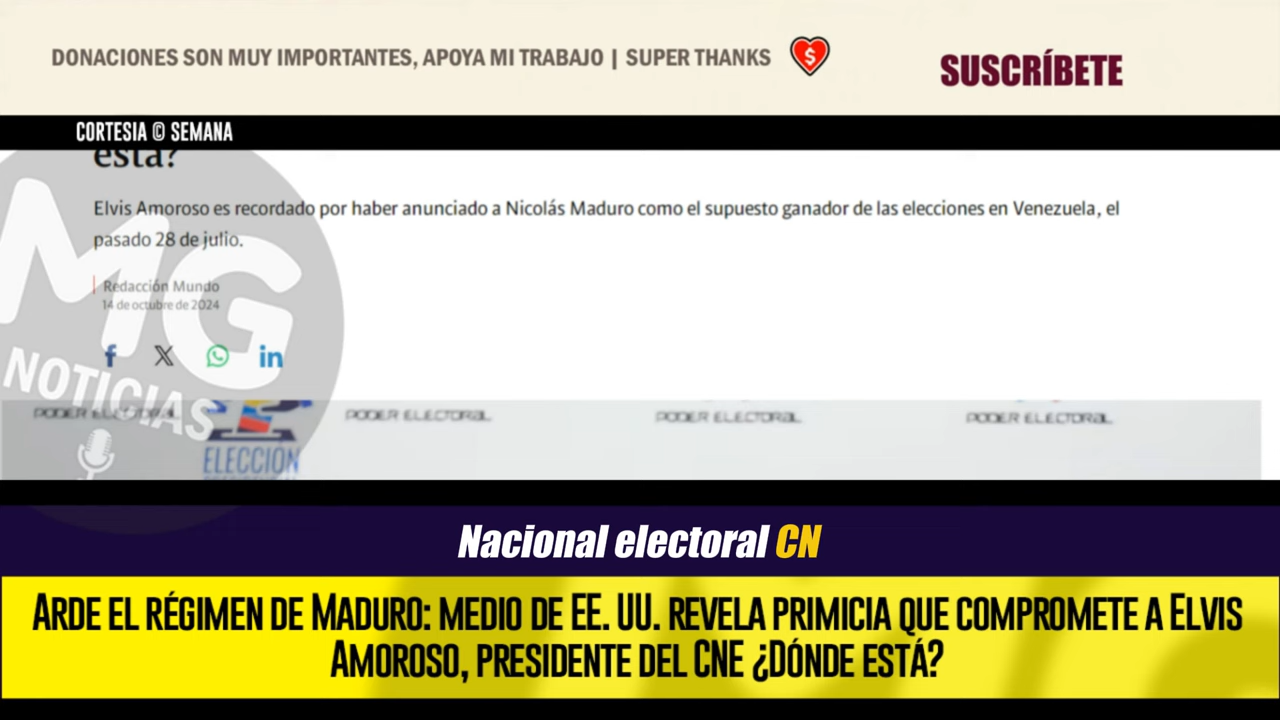 DONACIONES SON MUY IMPORTANTES, APOYA MI TRABAJO | SUPER THANKS
SUSCRÍBETE
CORTESIA © SEMANA
está?
Elvis Amoroso es recordado por haber anunciado a Nicolás Maduro como el supuesto ganador de las elecciones en Venezuela, el
pasado 28 de julio.
Redacción Mundo
14 de octubre de 2024
MG
NOTICIAS
PODER ELECTORAL
PODER ELECTORAL
PODER ELECTORAL
PODER ELECTORAL
ELECCIÓN
Nacional electoral CN
ARDE EL RÉGIMEN DE MADURO: MEDIO DE EE. UU. REVELA PRIMICIA QUE COMPROMETE A ELVIS
AMOROSO, PRESIDENTE DEL CNE ¿DÓNDE ESTÁ?